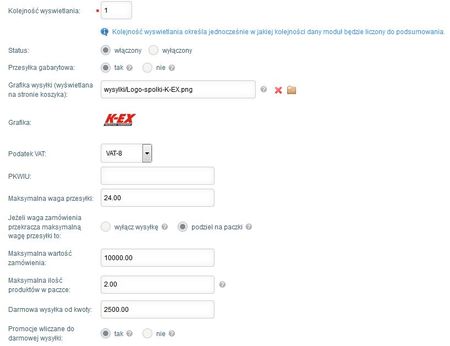 Kolejność wyswietlania: * 1
Kolejność wyswietlania określa jednocześnie w jakiej kolejności dany moduł będzie liczony do podsumowania.
Status: włączony wyłączony
Przesyłka gabarytowa: tak nie
Grafika wysyłki (wyświetlana
na stronie koszyka):
wysylki/Logo-spolki-K-EX.png
Grafika: K-EX
Podatek VAT: VAT-8
PKWIU:
Maksymalna waga przesyłki: 24.00
Jeżeli waga zamówienia
przekracza maksymalną
wagę przesyłki to:
wyłącz wysyłkę podziel na paczki
Maksymalna wartość
zamówienia:
10000.00
Maksymalna ilość
produktów w paczce:
2.00
Darmowa wysyłka od kwoty: 2500.00
Promocje wliczane do
darmowej wysyłki:
tak nie